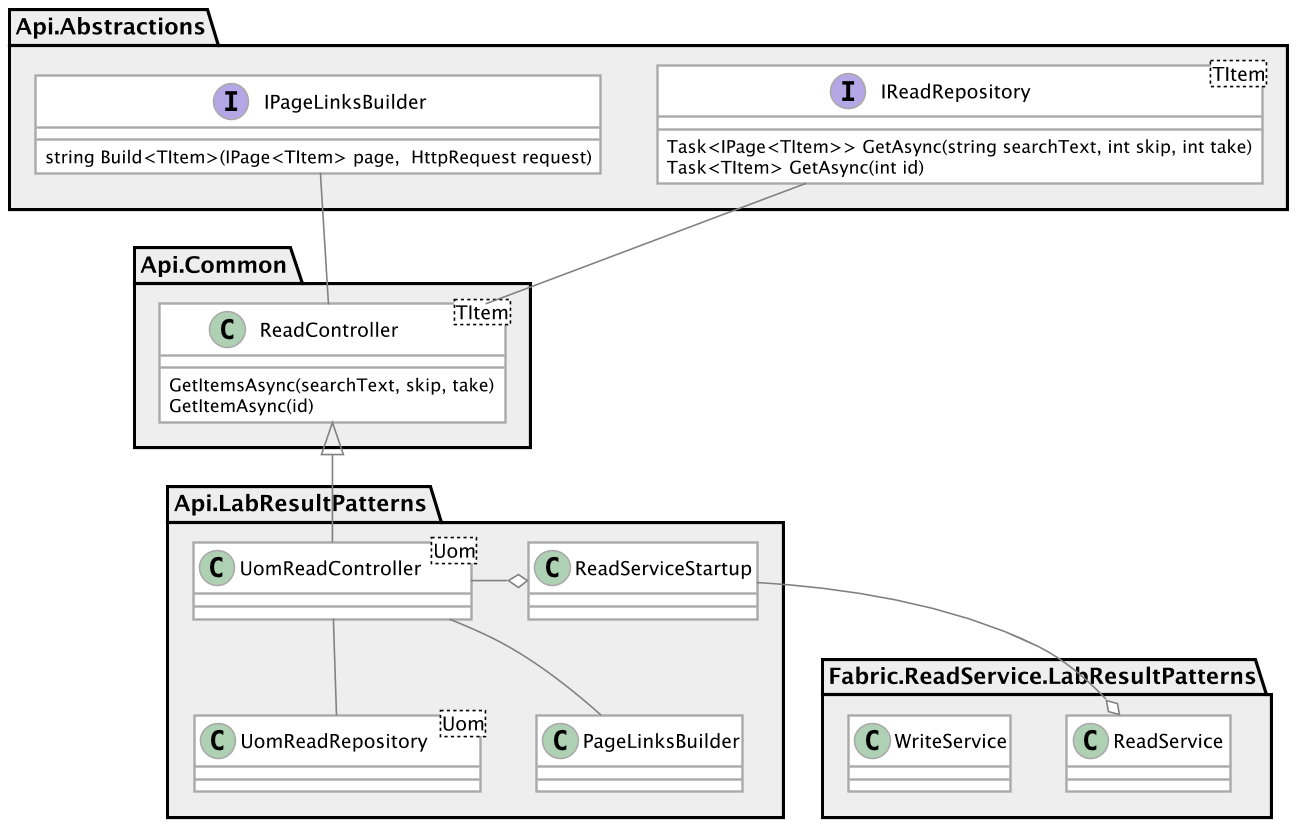 Api.Abstractions
I IPageLinksBuilder
string Build<TItem>(IPage<TItem> page,  HttpRequest request)
TItem
I IReadRepository
Task<IPage<TItem>> GetAsync(string searchText, int skip, int take)
Task<TItem> GetAsync(int id)
Api.Common
TItem
C ReadController
GetItemsAsync(searchText, skip, take)
GetItemAsync(id)
Api.LabResultPatterns
Uom
C UomReadController
C ReadServiceStartup
Uom
C UomReadRepository
C PageLinksBuilder
Fabric.ReadService.LabResultPatterns
C WriteService
C ReadService